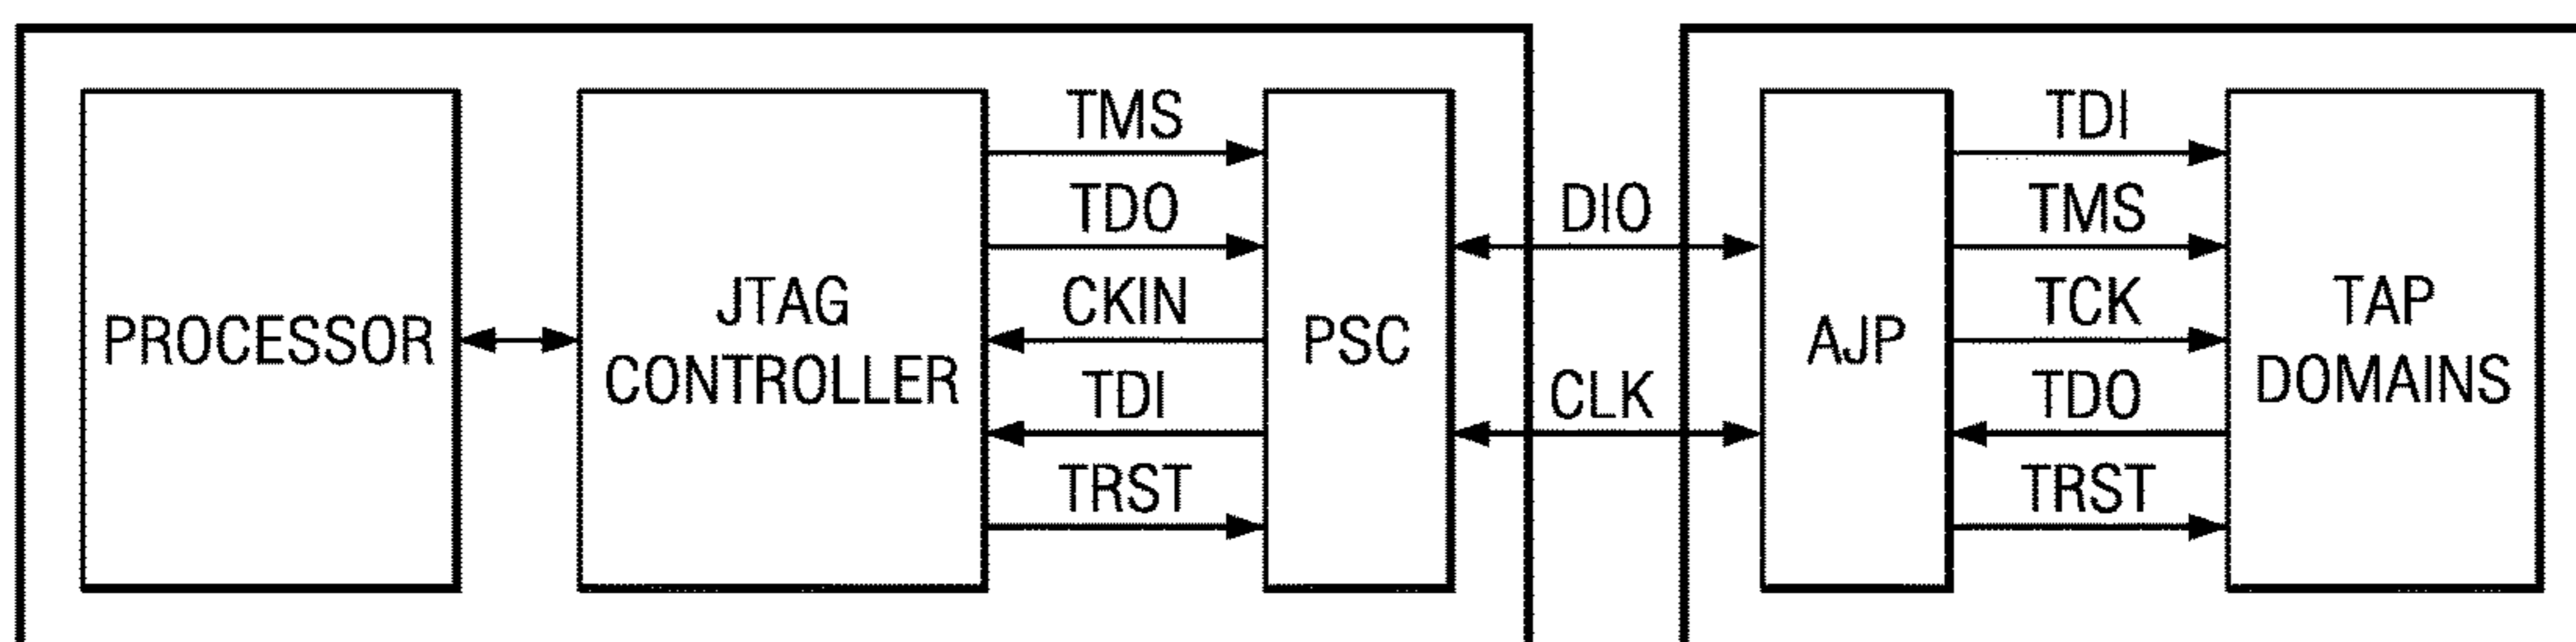 PROCESSOR
JTAG
CONTROLLER
TMS
TDO
CKIN
TDI
TRST
PSC
DIO
CLK
AJP
TDI
TMS
TCK
TDO
TRST
TAP
DOMAINS